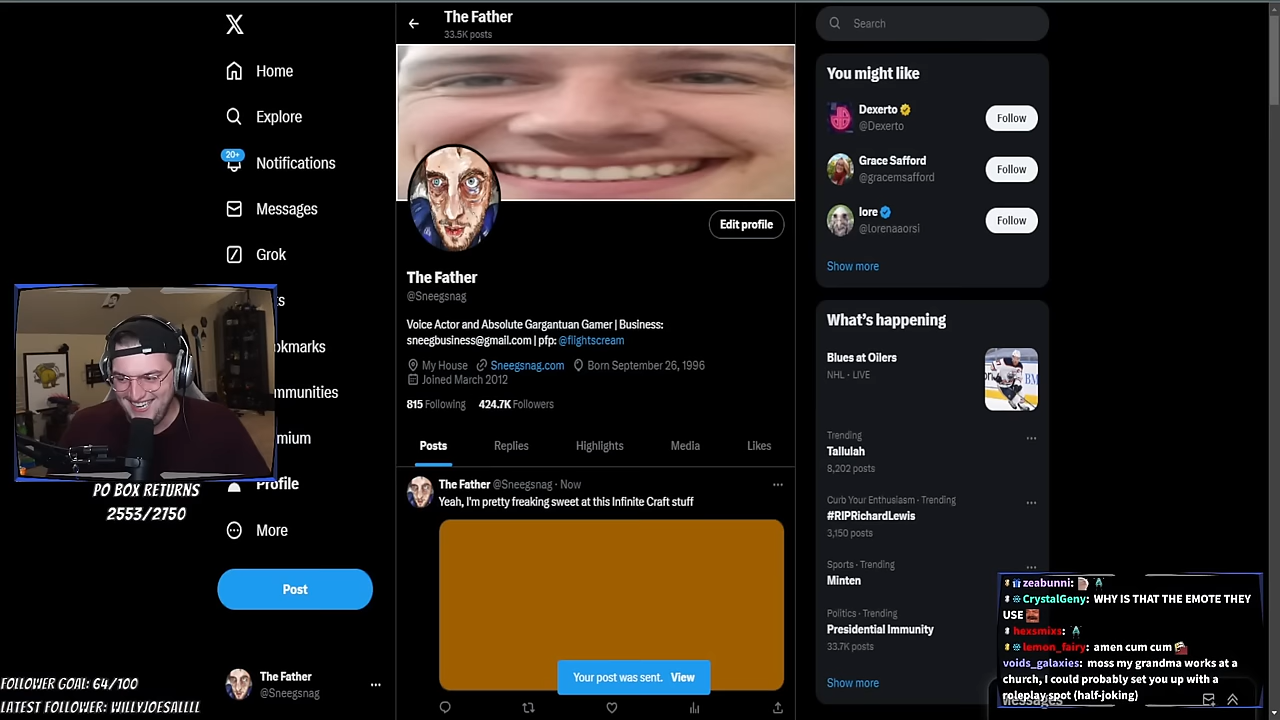 The Father
33.5K posts
Home
Explore
20+
Notifications
Messages
Grok
ts
okmarks
mmunities
mium
Profile
More
Post
The Father
@Sneegsnag
PO BOX RETURNS
2553/2750
FOLLOWER GOAL: 64/100
LATEST FOLLOWER: WILLYJOESALLLL
Edit profile
The Father
@Sneegsnag
Voice Actor and Absolute Gargantuan Gamer | Business:
sneegbusiness@gmail.com | pfp: @flightscream
My House Sneegsnag.com Born September 26, 1996
Joined March 2012
815 Following 424.7K Followers
Posts Replies Highlights Media Likes
The Father @Sneegsnag · Now
Yeah, I'm pretty freaking sweet at this Infinite Craft stuff
Your post was sent. View
Search
You might like
Dexerto
@Dexerto
Follow
Grace Safford
@gracemsafford
Follow
lore
@lorenaaorsi
Follow
Show more
What's happening
Blues at Oilers
NHL · LIVE
Trending
Tallulah
8,202 posts
Curb Your Enthusiasm · Trending
#RIPRichardLewis
3,150 posts
Sports · Trending
Minten
Politics · Trending
Presidential Immunity
33.7K posts
Show more
zeabunni:
CrystalGeny: WHY IS THAT THE EMOTE THEY
USE
hexsmixs:
lemon_fairy: amen cum cum
voids_galaxies: moss my grandma works at a
church, I could probably set you up with a
roleplay spot (half-joking)
Messages